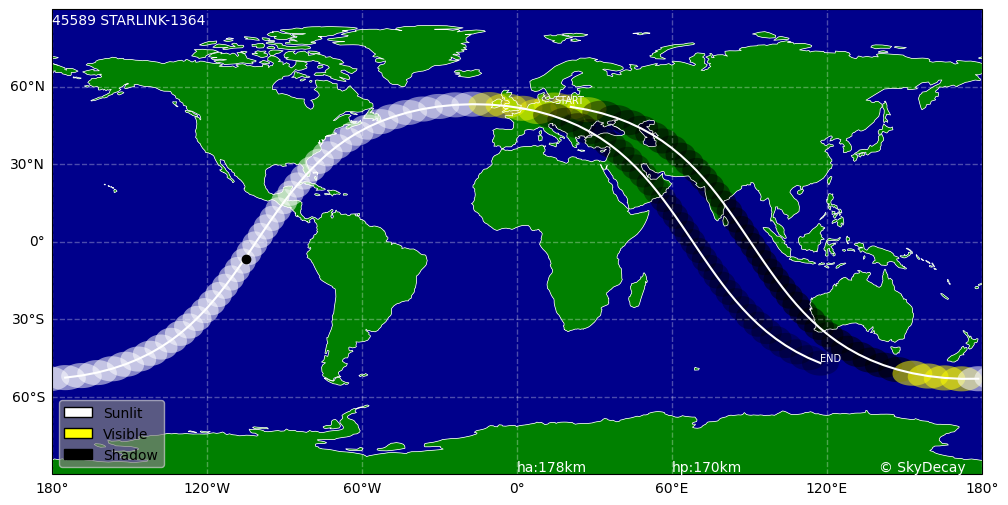 45589 STARLINK-1364
60°N
30°N
0°
30°S
60°S
START
END
Sunlit
Visible
Shadow
ha:178km
hp:170km
© SkyDecay
180°
120°W
60°W
0°
60°E
120°E
180°